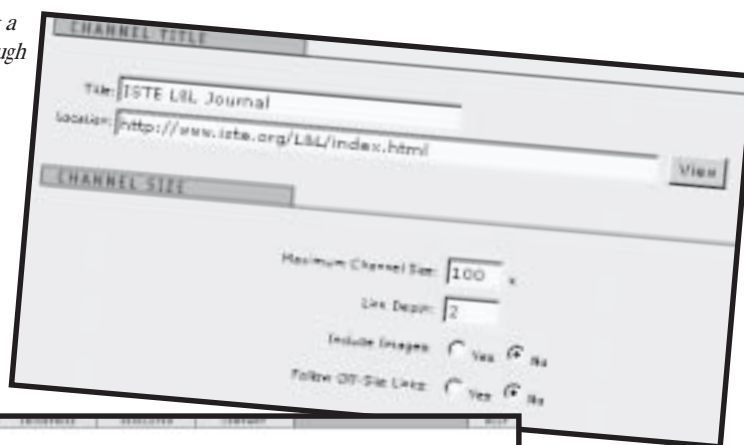 a
ugh
CHANNEL TITLE
Title: ISTE L&L Journal
Location: http://www.iste.org/L&L/index.html
View
CHANNEL SIZE
Maximum Channel Size: 100 K
Link Depth: 2
Include Images: Yes No
Follow Off-Site Links: Yes No